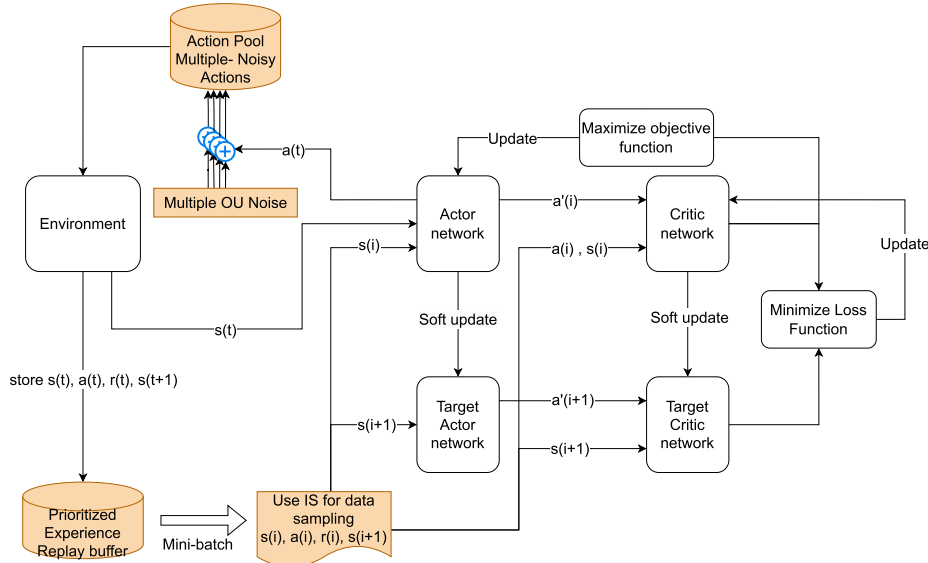 Action Pool
Multiple- Noisy
Actions
a(t)
Update
Maximize objective
function
Multiple OU Noise
Environment
Actor
network
a'(i)
Critic
network
s(i)
a(i) , s(i)
Update
s(t)
Soft update
Soft update
Minimize Loss
Function
store s(t), a(t), r(t), s(t+1)
Target
Actor
network
a'(i+1)
Target
Critic
network
s(i+1)
s(i+1)
Prioritized
Experience
Replay buffer
Mini-batch
Use IS for data
sampling
s(i), a(i), r(i), s(i+1)